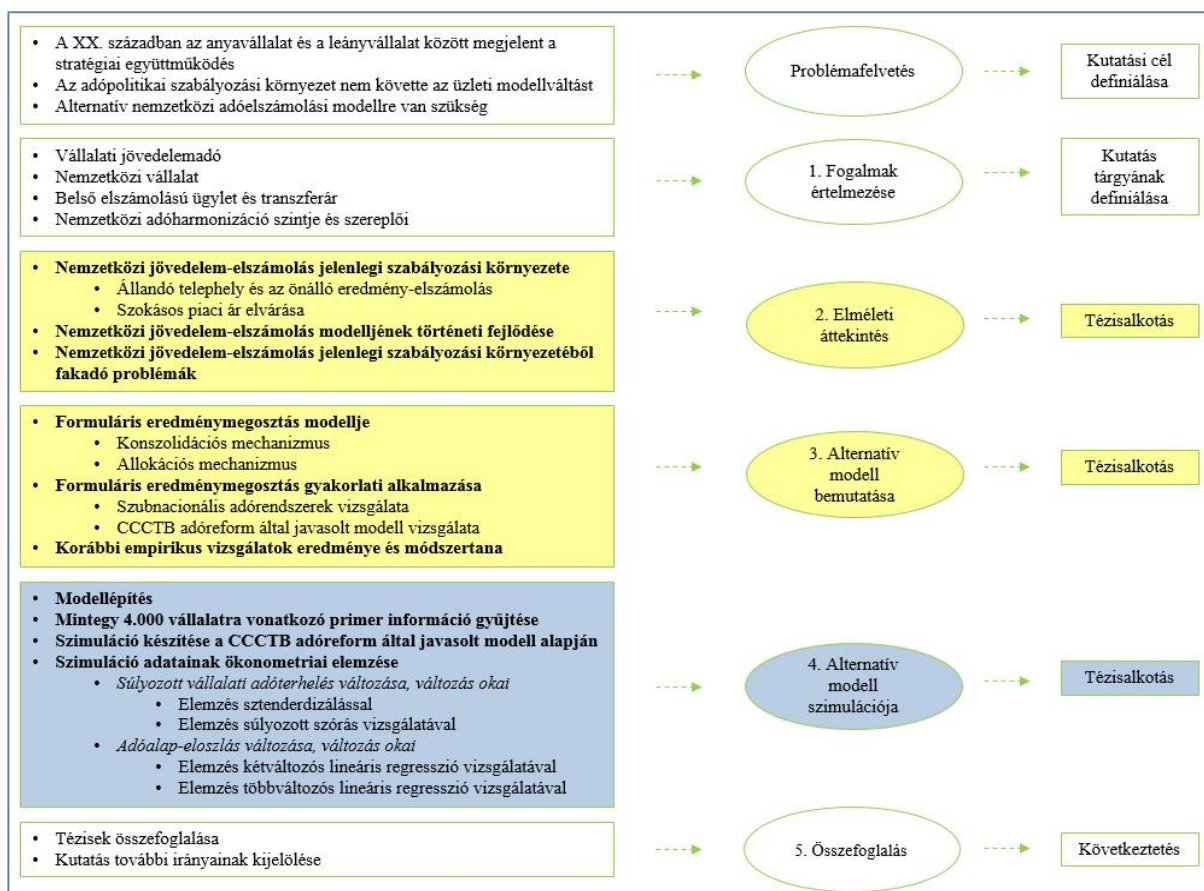 • A XX. században az anyavállalat és a leányvállalat között megjelent a
stratégiai együttműködés
• Az adópolitikai szabályozási környezet nem követte az üzleti modellváltást
• Alternatív nemzetközi adóelszámolási modellre van szükség
Problémafelvetés
Kutatási cél
definiálása
• Vállalati jövedelemadó
• Nemzetközi vállalat
• Belső elszámolású ügylet és transzferár
• Nemzetközi adóharmonizáció szintje és szereplői
1. Fogalmak
értelmezése
Kutatás
tárgyának
definiálása
• Nemzetközi jövedelem-elszámolás jelenlegi szabályozási környezete
• Állandó telephely és az önálló eredmény-elszámolás
• Szokásos piaci ár elvárása
• Nemzetközi jövedelem-elszámolás modelljének történeti fejlődése
• Nemzetközi jövedelem-elszámolás jelenlegi szabályozási környezetéből
fakadó problémák
2. Elméleti
áttekintés
Tézisalkotás
• Formuláris eredménymegosztás modellje
• Konszolidációs mechanizmus
• Allokációs mechanizmus
• Formuláris eredménymegosztás gyakorlati alkalmazása
• Szubnacionális adórendszerek vizsgálata
• CCCTB adóreform által javasolt modell vizsgálata
• Korábbi empirikus vizsgálatok eredménye és módszertana
3. Alternatív
modell
bemutatása
Tézisalkotás
• Modellépítés
• Mintegy 4.000 vállalatra vonatkozó primer információ gyűjtése
• Szimuláció készítése a CCCTB adóreform által javasolt modell alapján
• Szimuláció adatainak ökonometriai elemzése
• Súlyozott vállalati adóterhelés változása, változás okai
• Elemzés sztenderdizálással
• Elemzés súlyozott szórás vizsgálatával
• Adóalap-eloszlás változása, változás okai
• Elemzés kétváltozós lineáris regresszió vizsgálatával
• Elemzés többváltozós lineáris regresszió vizsgálatával
4. Alternatív
modell
szimulációja
Tézisalkotás
• Tézisek összefoglalása
• Kutatás további irányainak kijelölése
5. Összefoglalás
Következtetés